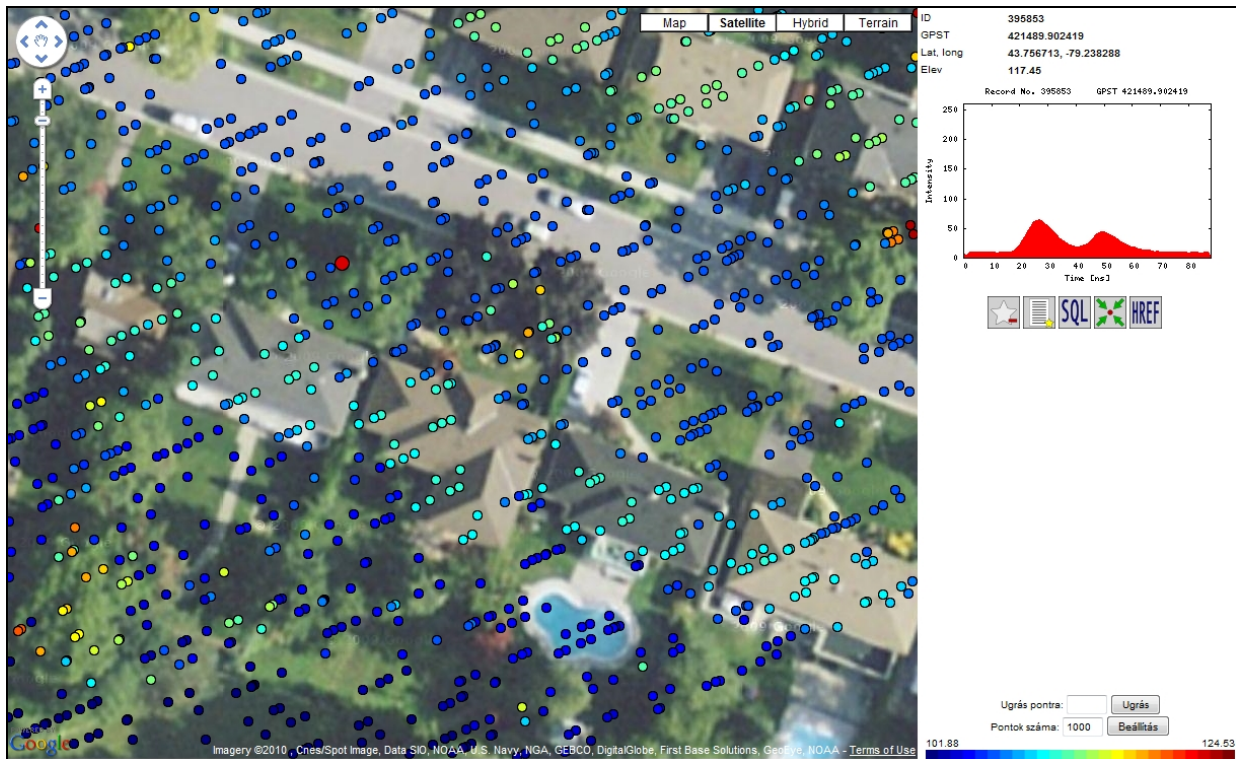 Map Satellite Hybrid Terrain
ID 395853
GPST 421489.902419
Lat, long 43.756713, -79.238288
Elev 117.45
Record No. 395853 GPST 421489.902419
250
200
150
100
50
0
Intensity
0 10 20 30 40 50 60 70 80
Time [ns]
SQL HREF
Ugrás pontra: Ugrás
Pontok száma: 1000 Beállítás
101.88 124.53
Google
Imagery ©2010 , Cnes/Spot Image, Data SIO, NOAA, U.S. Navy, NGA, GEBCO, DigitalGlobe, First Base Solutions, GeoEye, NOAA - Terms of Use